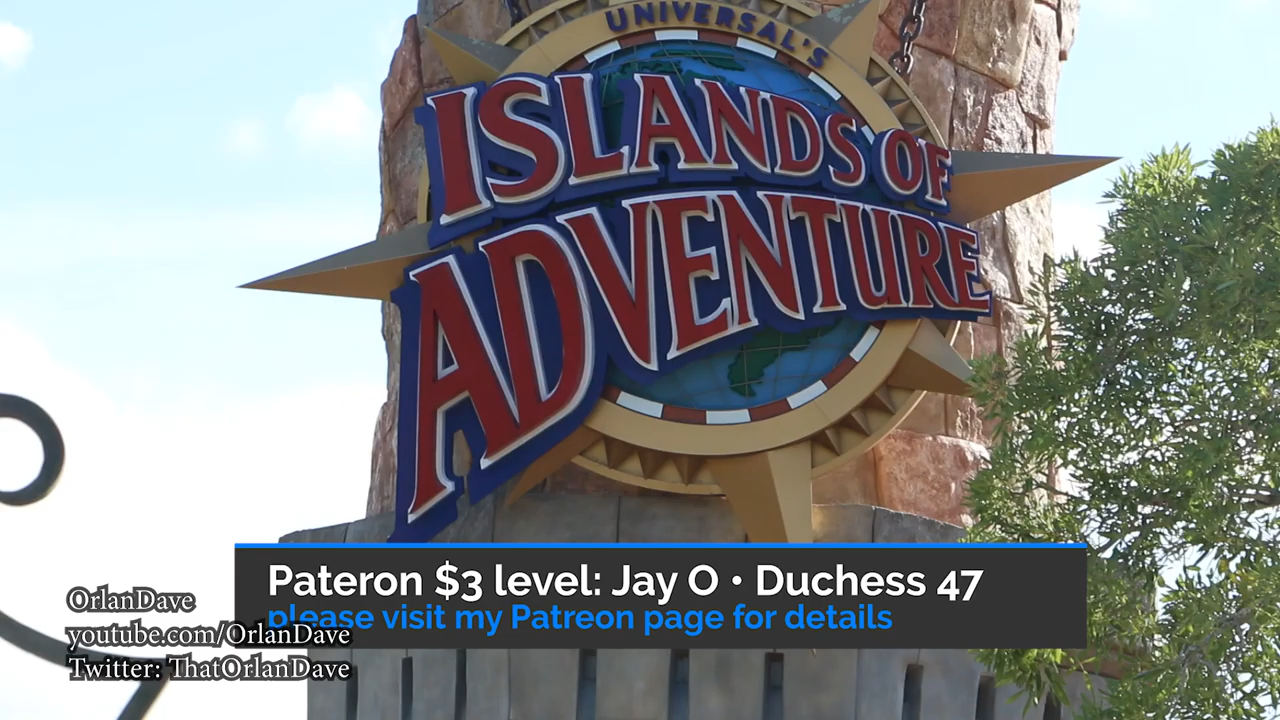 UNIVERSAL'S
ISLANDS OF
ADVENTURE
Pateron $3 level: Jay O • Duchess 47
please visit my Patreon page for details
OrlanDave
youtube.com/OrlanDave
Twitter: ThatOrlanDave